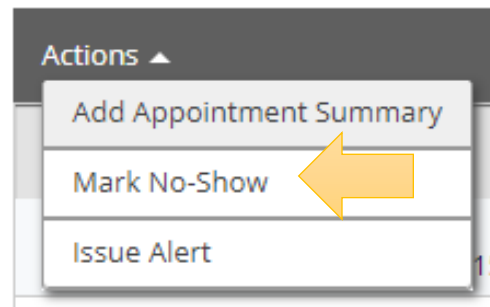 Actions ▲
Add Appointment Summary
Mark No-Show
Issue Alert